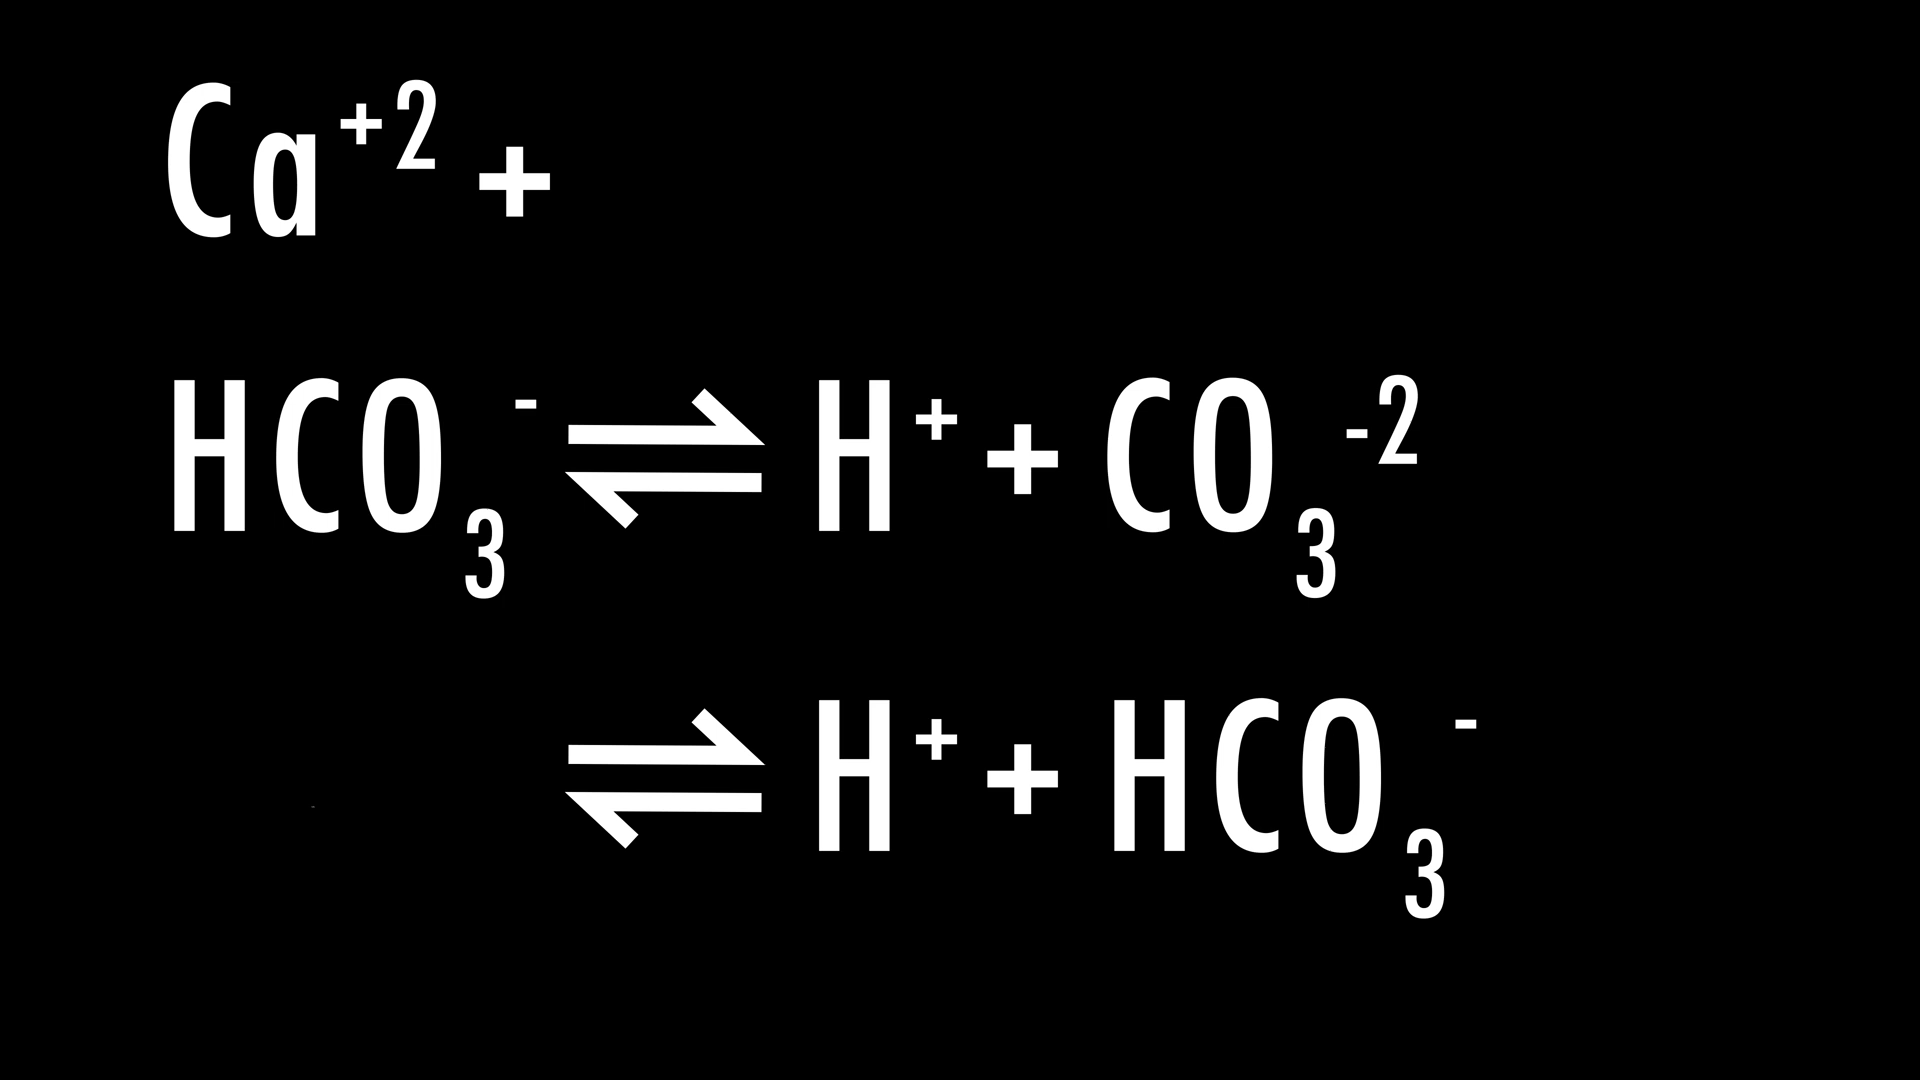 Ca⁺² +
HCO₃⁻ ⇌ H⁺ + CO₃⁻²
⇌ H⁺ + HCO₃⁻